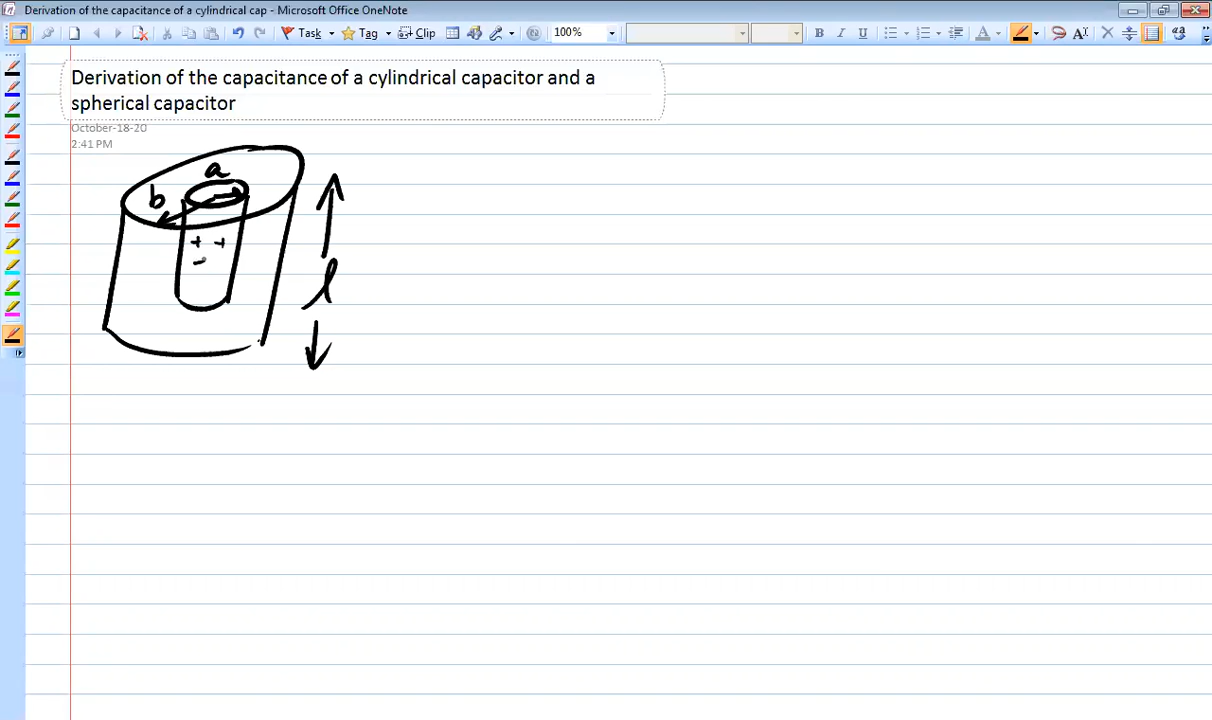 Derivation of the capacitance of a cylindrical cap - Microsoft Office OneNote
Task Tag Clip 100% B I U A
Derivation of the capacitance of a cylindrical capacitor and a
spherical capacitor
October-18-20
2:41 PM
a
b
+ +
-
l